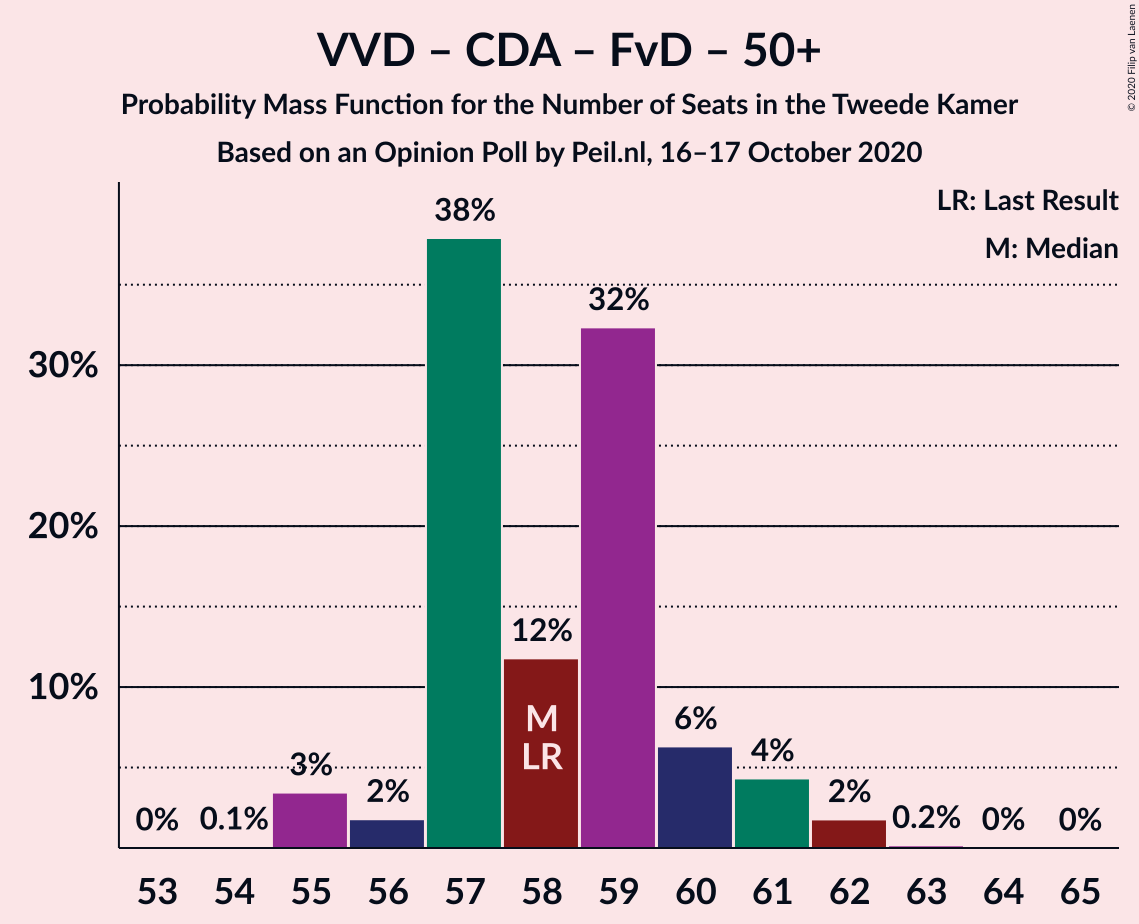 VVD – CDA – FvD – 50+
Probability Mass Function for the Number of Seats in the Tweede Kamer
Based on an Opinion Poll by Peil.nl, 16–17 October 2020
© 2020 Filip van Laenen
LR: Last Result
M: Median
38%
32%
30%
20%
12%
10%
M
LR
6%
4%
3%
2%
2%
0%
0.1%
0.2%
0%
0%
53 54 55 56 57 58 59 60 61 62 63 64 65